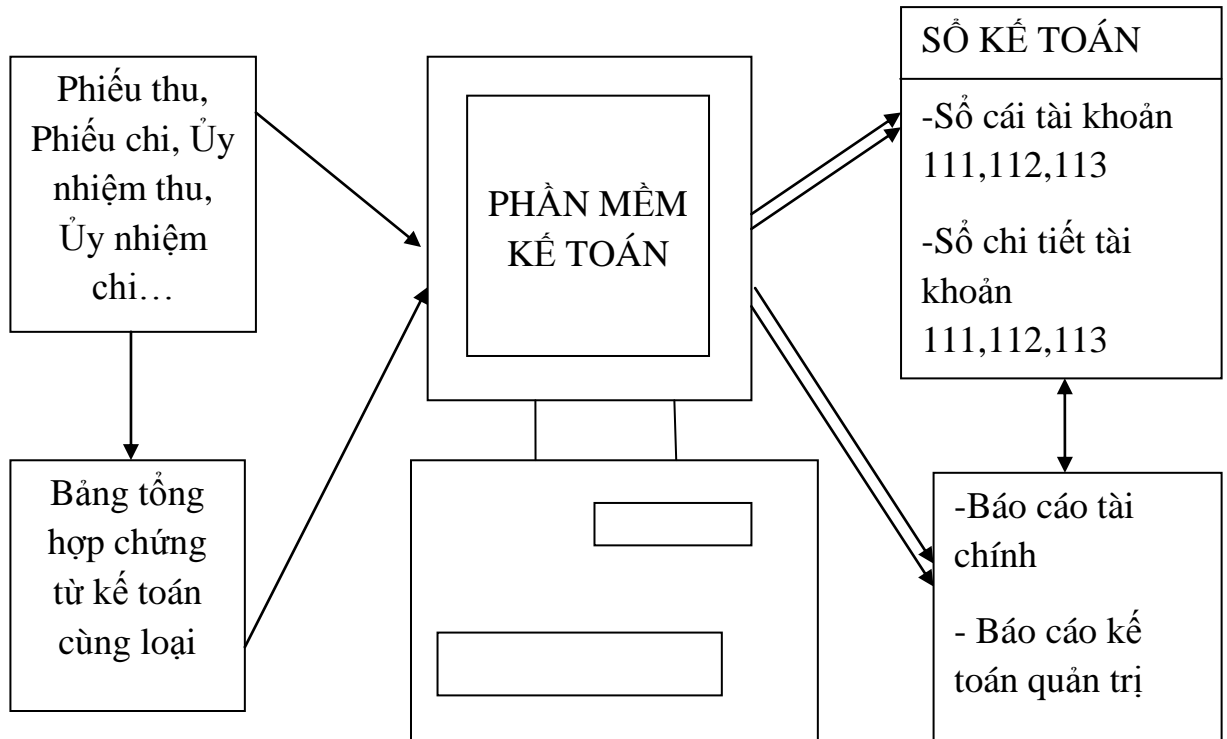 Phiếu thu,
Phiếu chi, Ủy
nhiệm thu,
Ủy nhiệm
chi…
Bảng tổng
hợp chứng
từ kế toán
cùng loại
PHẦN MỀM
KẾ TOÁN
SỔ KẾ TOÁN
-Sổ cái tài khoản
111,112,113
-Sổ chi tiết tài
khoản
111,112,113
-Báo cáo tài
chính
- Báo cáo kế
toán quản trị